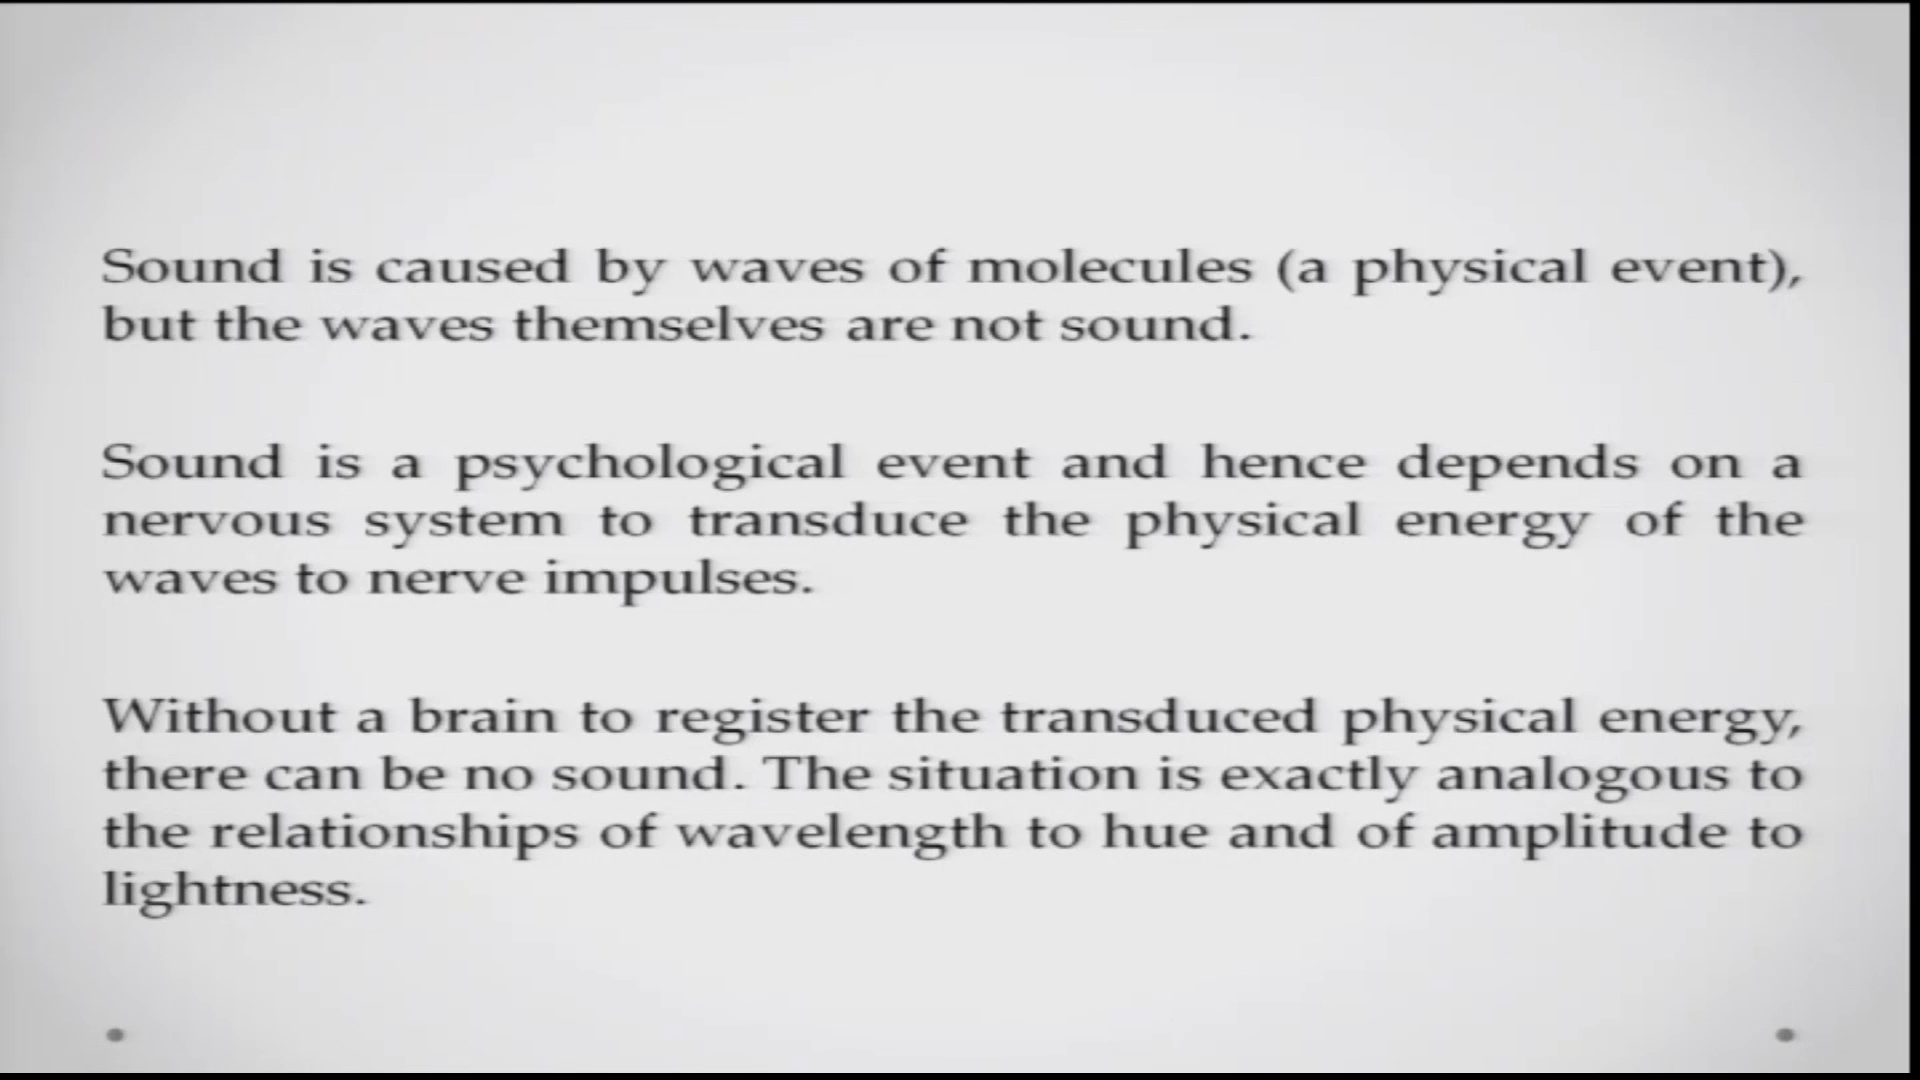 Sound is caused by waves of molecules (a physical event),
but the waves themselves are not sound.
Sound is a psychological event and hence depends on a
nervous system to transduce the physical energy of the
waves to nerve impulses.
Without a brain to register the transduced physical energy,
there can be no sound. The situation is exactly analogous to
the relationships of wavelength to hue and of amplitude to
lightness.